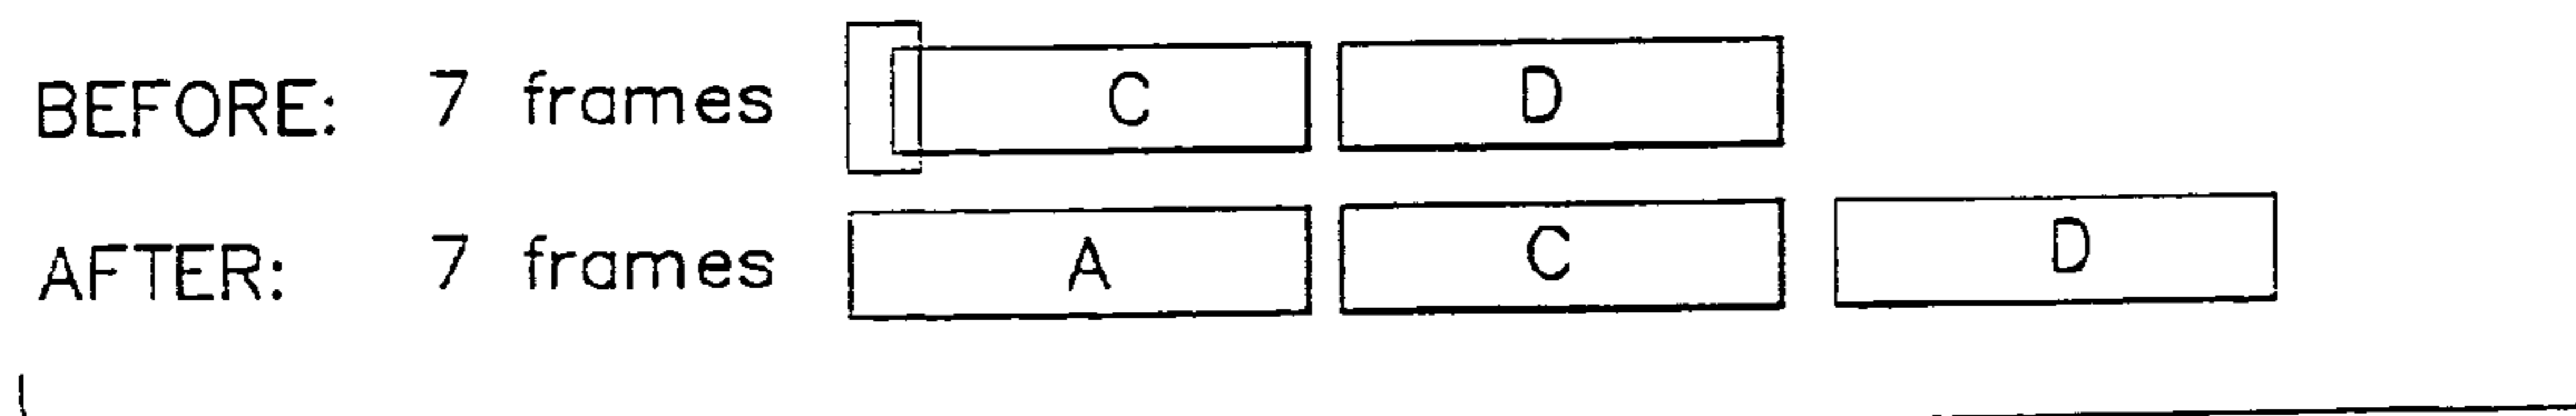 BEFORE: 7 frames C D
AFTER: 7 frames A C D